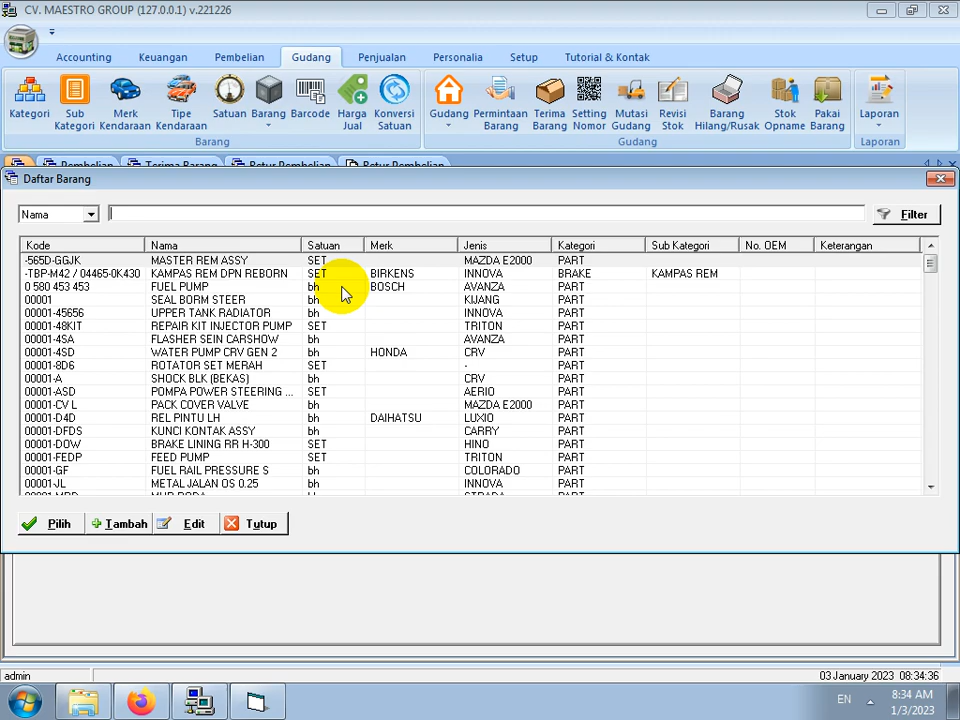 CV. MAESTRO GROUP (127.0.0.1) v.221226
Accounting Keuangan Pembelian Gudang Penjualan Personalia Setup Tutorial & Kontak
Kategori Sub Kategori Merk Kendaraan Tipe Kendaraan Satuan Barang Barcode Harga Jual Konversi Satuan Gudang Permintaan Barang Terima Barang Setting Nomor Mutasi Gudang Revisi Stok Barang Hilang/Rusak Stok Opname Pakai Barang Laporan
Barang Gudang Laporan
Pembelian Terima Barang Retur Pembelian Retur Pembelian
Daftar Barang
Nama Filter
Kode Nama Satuan Merk Jenis Kategori Sub Kategori No. OEM Keterangan
-565D-GGJK MASTER REM ASSY SET MAZDA E2000 PART
-TBP-M42 / 04465-0K430 KAMPAS REM DPN REBORN SET BIRKENS INNOVA BRAKE KAMPAS REM
0 580 453 453 FUEL PUMP bh BOSCH AVANZA PART
00001 SEAL BORM STEER bh KIJANG PART
00001-45656 UPPER TANK RADIATOR bh INNOVA PART
00001-48KIT REPAIR KIT INJECTOR PUMP SET TRITON PART
00001-4SA FLASHER SEIN CARSHOW bh AVANZA PART
00001-4SD WATER PUMP CRV GEN 2 bh HONDA CRV PART
00001-8D6 ROTATOR SET MERAH SET - PART
00001-A SHOCK BLK (BEKAS) bh CRV PART
00001-ASD POMPA POWER STEERING ... SET AERIO PART
00001-CV L PACK COVER VALVE bh MAZDA E2000 PART
00001-D4D REL PINTU LH bh DAIHATSU LUXIO PART
00001-DFDS KUNCI KONTAK ASSY bh CARRY PART
00001-DOW BRAKE LINING RR H-300 SET HINO PART
00001-FEDP FEED PUMP SET TRITON PART
00001-GF FUEL RAIL PRESSURE S bh COLORADO PART
00001-JL METAL JALAN OS 0.25 bh INNOVA PART
Pilih Tambah Edit Tutup
admin 03 January 2023 08:34:36
EN 8:34 AM
1/3/2023